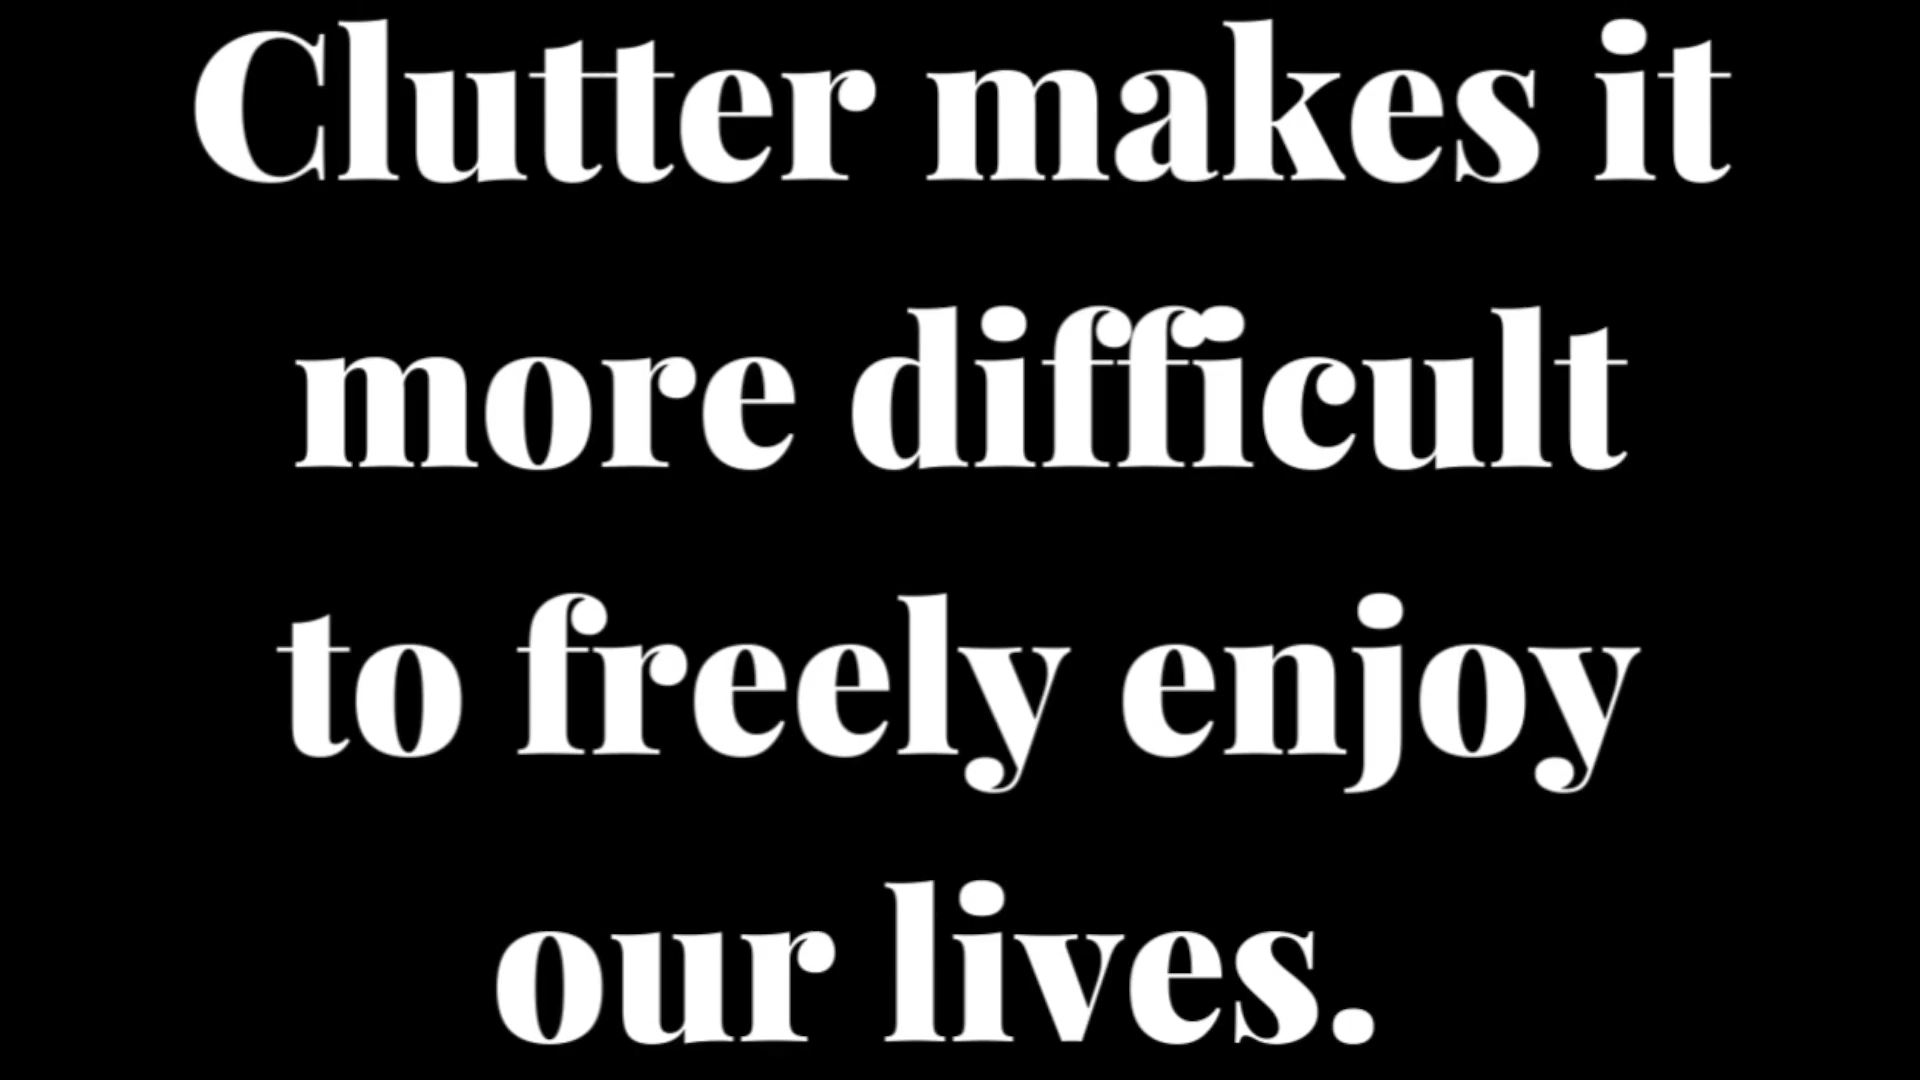 Clutter makes it
more difficult
to freely enjoy
our lives.